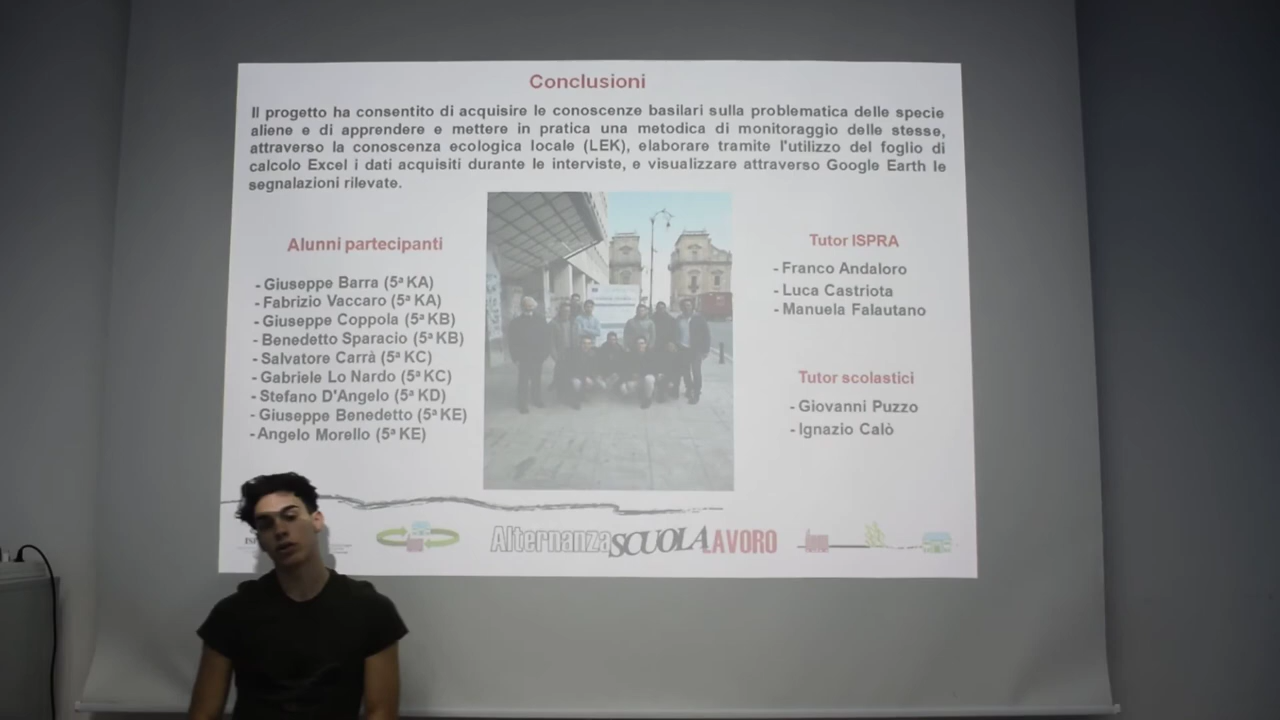 Conclusioni
Il progetto ha consentito di acquisire le conoscenze basilari sulla problematica delle specie
aliene e di apprendere e mettere in pratica una metodica di monitoraggio delle stesse,
attraverso la conoscenza ecologica locale (LEK), elaborare tramite l'utilizzo del foglio di
calcolo Excel i dati acquisiti durante le interviste, e visualizzare attraverso Google Earth le
segnalazioni rilevate.
Alunni partecipanti
- Giuseppe Barra (5ª KA)
- Fabrizio Vaccaro (5ª KA)
- Giuseppe Coppola (5ª KB)
- Benedetto Sparacio (5ª KB)
- Salvatore Carrà (5ª KC)
- Gabriele Lo Nardo (5ª KC)
- Stefano D'Angelo (5ª KD)
- Giuseppe Benedetto (5ª KE)
- Angelo Morello (5ª KE)
Tutor ISPRA
- Franco Andaloro
- Luca Castriota
- Manuela Falautano
Tutor scolastici
- Giovanni Puzzo
- Ignazio Calò
AlternanzaSCUOLALAVORO